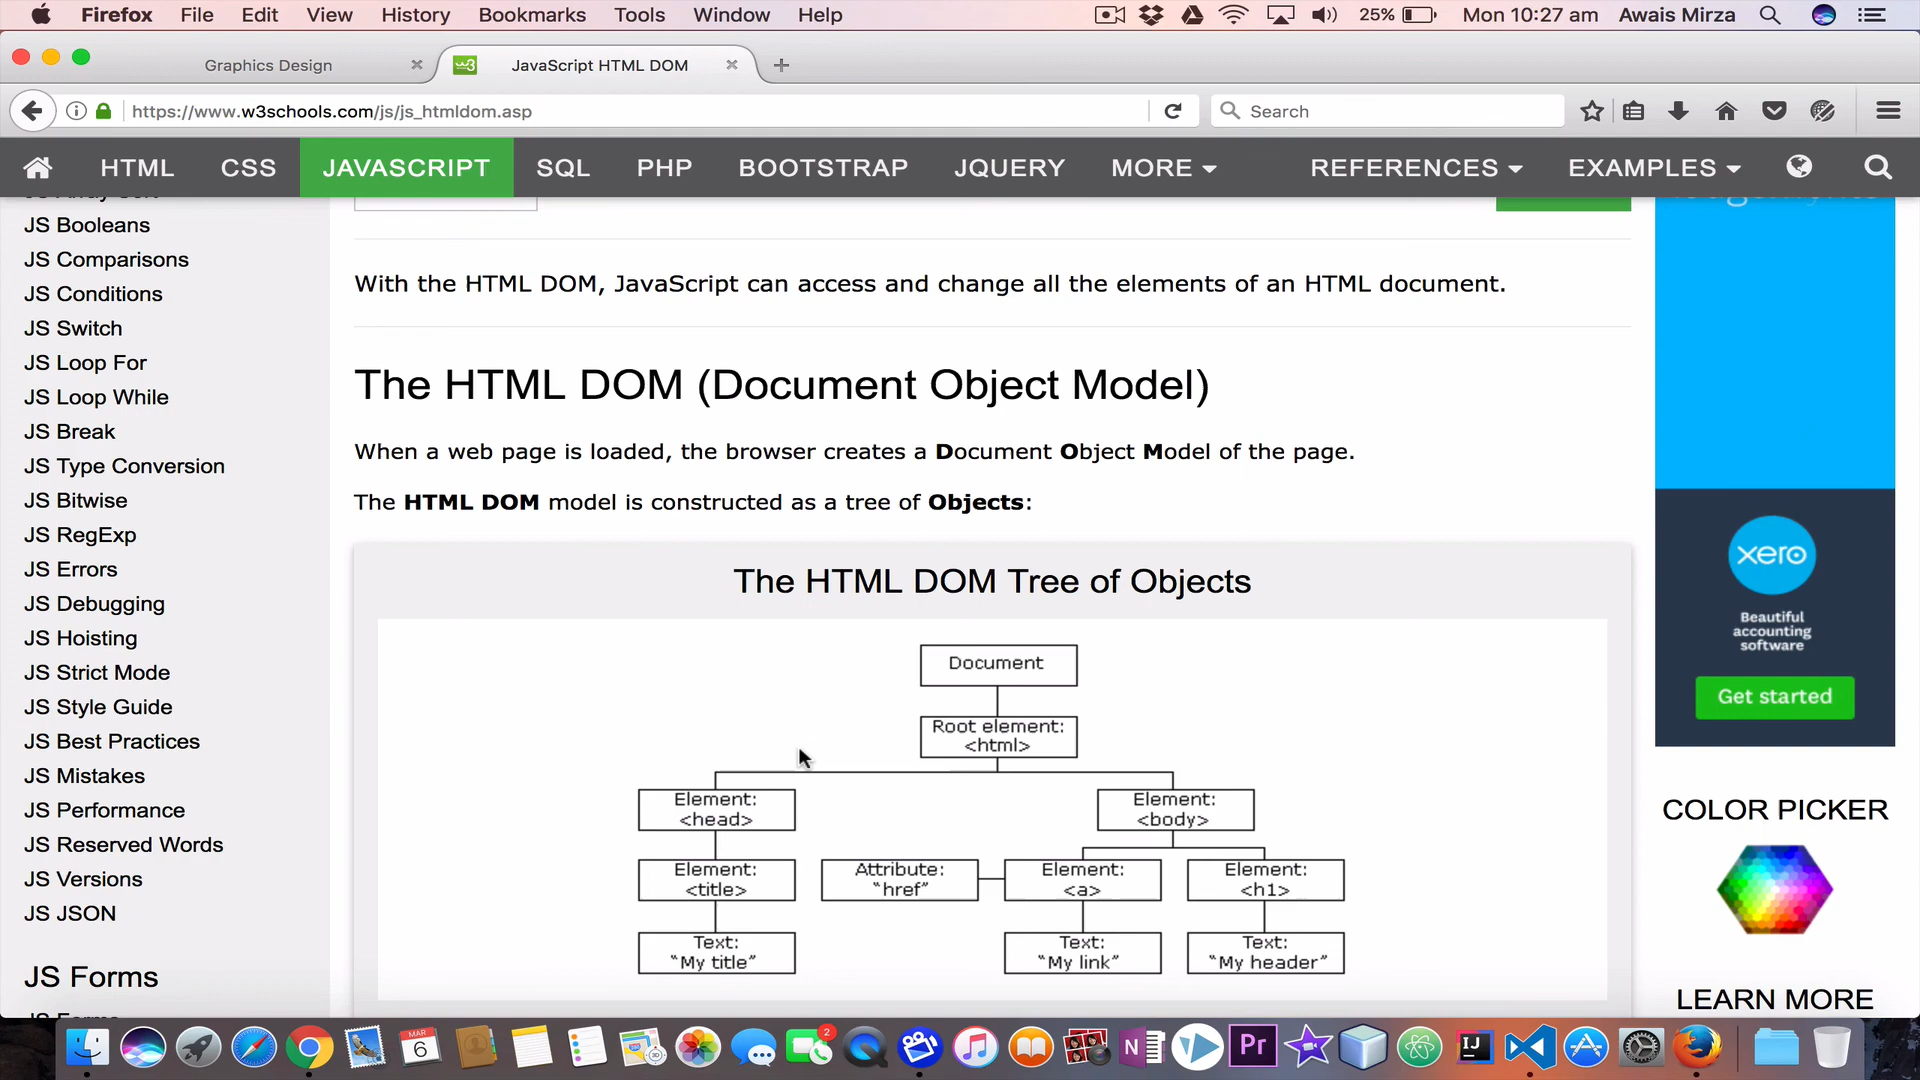 Firefox File Edit View History Bookmarks Tools Window Help 25% Mon 10:27 am Awais Mirza
Graphics Design JavaScript HTML DOM
https://www.w3schools.com/js/js_htmldom.asp Search
HTML CSS JAVASCRIPT SQL PHP BOOTSTRAP JQUERY MORE REFERENCES EXAMPLES
JS Booleans
JS Comparisons
JS Conditions
JS Switch
JS Loop For
JS Loop While
JS Break
JS Type Conversion
JS Bitwise
JS RegExp
JS Errors
JS Debugging
JS Hoisting
JS Strict Mode
JS Style Guide
JS Best Practices
JS Mistakes
JS Performance
JS Reserved Words
JS Versions
JS JSON
JS Forms
With the HTML DOM, JavaScript can access and change all the elements of an HTML document.
The HTML DOM (Document Object Model)
When a web page is loaded, the browser creates a Document Object Model of the page.
The HTML DOM model is constructed as a tree of Objects:
The HTML DOM Tree of Objects
Document
Root element:
<html>
Element:
<head>
Element:
<body>
Element:
<title>
Attribute:
"href"
Element:
<a>
Element:
<h1>
Text:
"My title"
Text:
"My link"
Text:
"My header"
xero
Beautiful
accounting
software
Get started
COLOR PICKER
LEARN MORE
MAR
6
2
3D
N
Pr
IJ